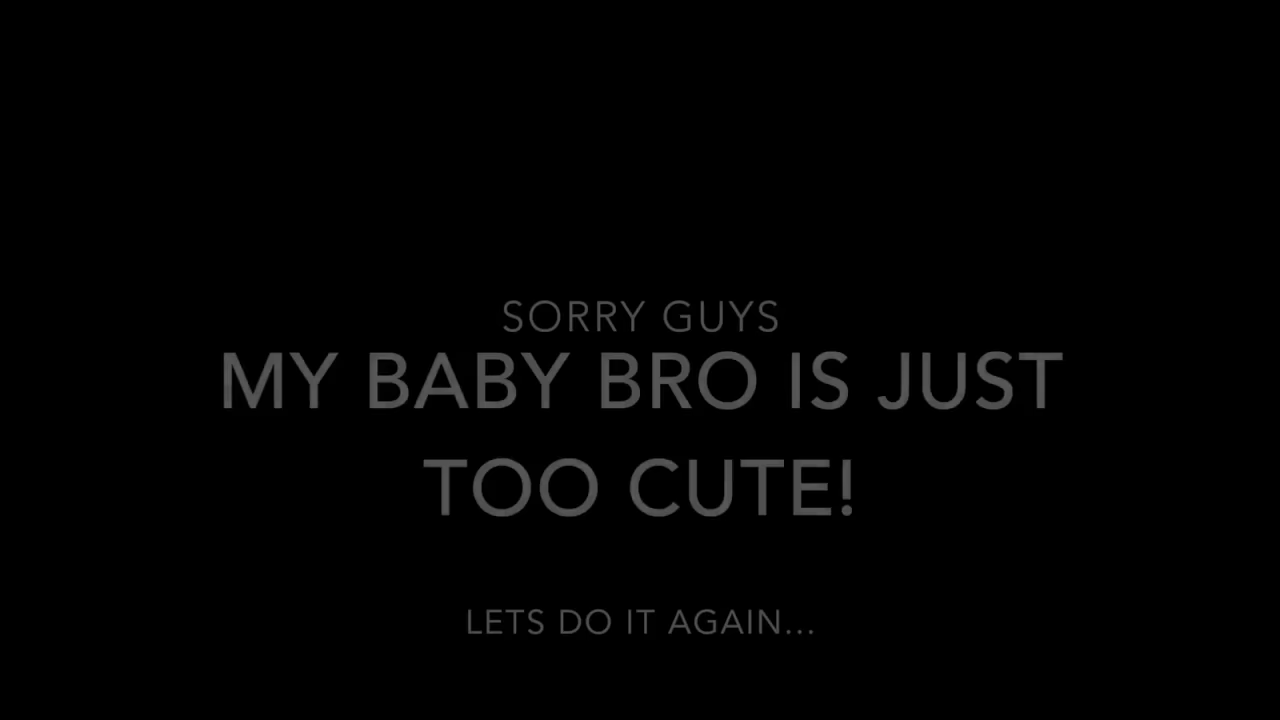 SORRY GUYS
MY BABY BRO IS JUST
TOO CUTE!
LETS DO IT AGAIN...